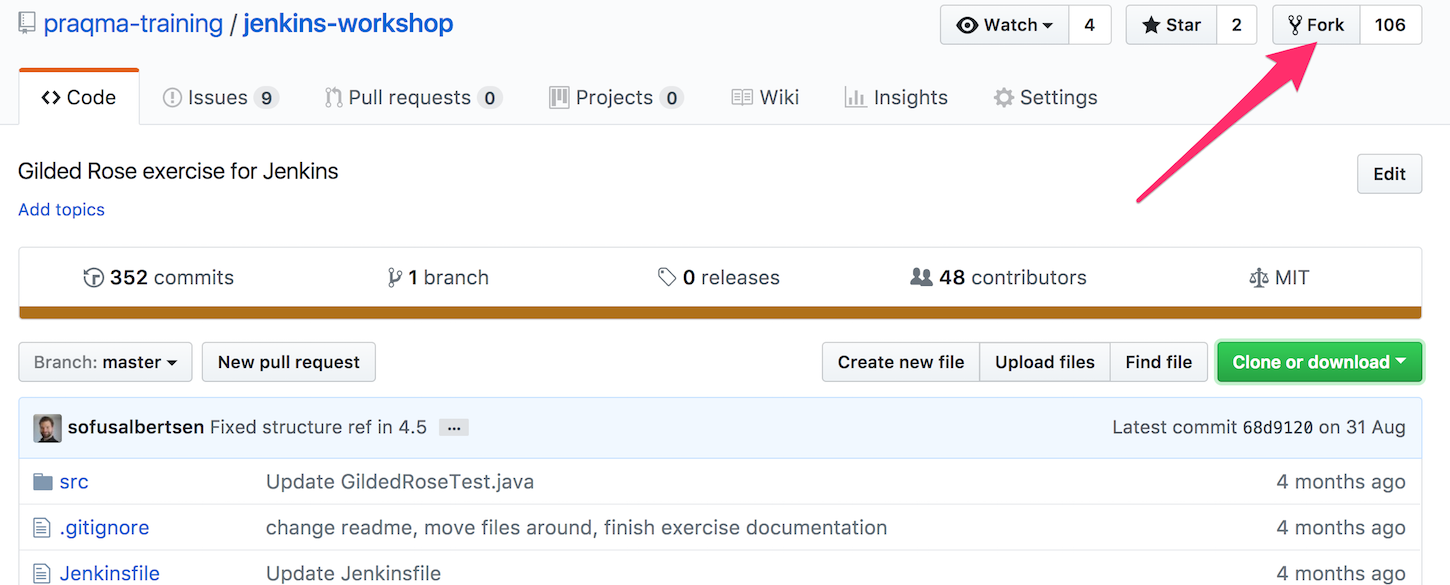 praqma-training / jenkins-workshop Watch 4 Star 2 Fork 106
Code Issues 9 Pull requests 0 Projects 0 Wiki Insights Settings
Gilded Rose exercise for Jenkins Edit
Add topics
352 commits 1 branch 0 releases 48 contributors MIT
Branch: master New pull request Create new file Upload files Find file Clone or download
sofusalbertsen Fixed structure ref in 4.5 ... Latest commit 68d9120 on 31 Aug
src Update GildedRoseTest.java 4 months ago
.gitignore change readme, move files around, finish exercise documentation 4 months ago
Jenkinsfile Update Jenkinsfile 4 months ago